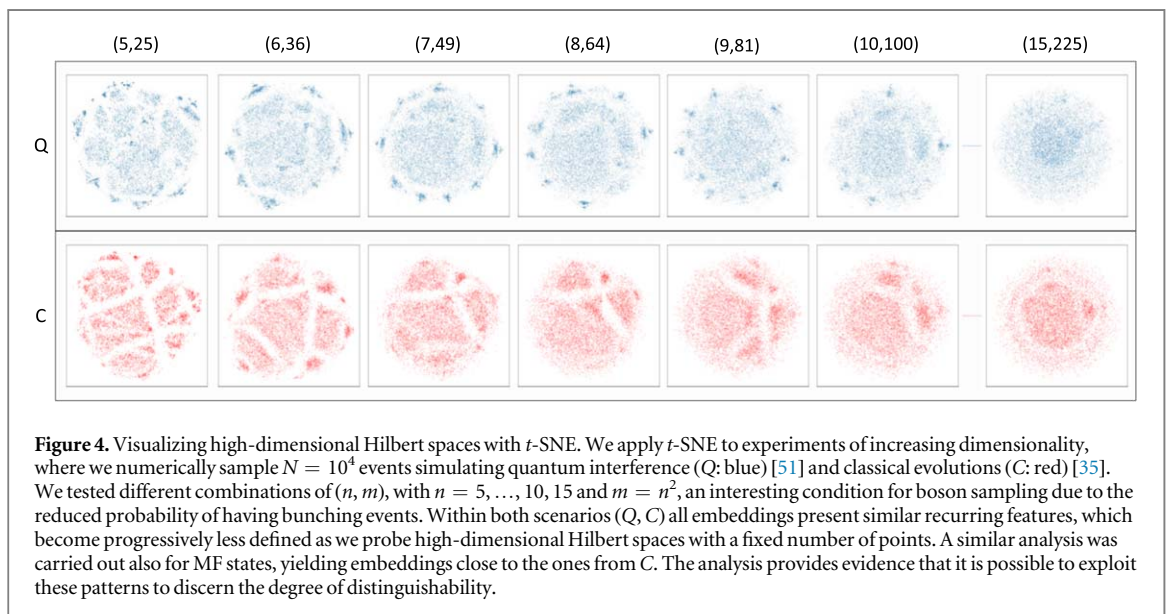 (5,25) (6,36) (7,49) (8,64) (9,81) (10,100) (15,225)
Q
C
Figure 4. Visualizing high-dimensional Hilbert spaces with t-SNE. We apply t-SNE to experiments of increasing dimensionality,
where we numerically sample N = 10⁴ events simulating quantum interference (Q: blue) [51] and classical evolutions (C: red) [35].
We tested different combinations of (n, m), with n = 5, …, 10, 15 and m = n², an interesting condition for boson sampling due to the
reduced probability of having bunching events. Within both scenarios (Q, C) all embeddings present similar recurring features, which
become progressively less defined as we probe high-dimensional Hilbert spaces with a fixed number of points. A similar analysis was
carried out also for MF states, yielding embeddings close to the ones from C. The analysis provides evidence that it is possible to exploit
these patterns to discern the degree of distinguishability.